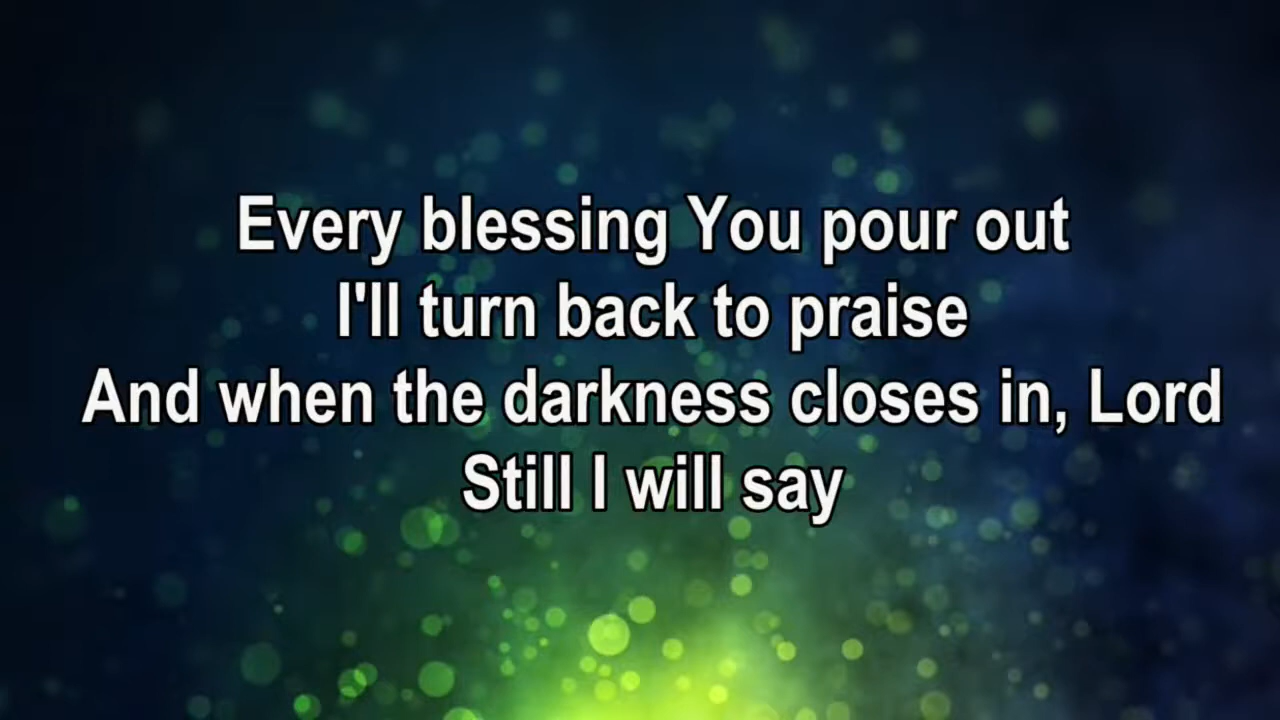 Every blessing You pour out
I'll turn back to praise
And when the darkness closes in, Lord
Still I will say